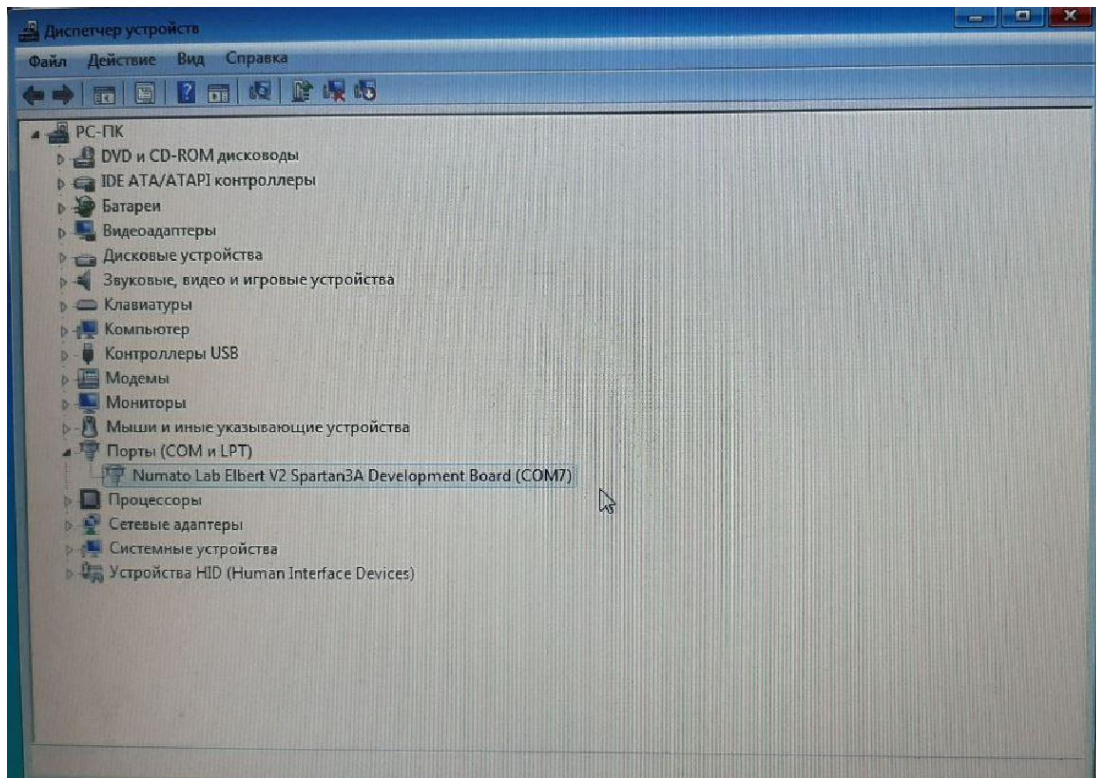 Диспетчер устройств
Файл Действие Вид Справка
РС-ПК
DVD и CD-ROM дисководы
IDE ATA/ATAPI контроллеры
Батареи
Видеоадаптеры
Дисковые устройства
Звуковые, видео и игровые устройства
Клавиатуры
Компьютер
Контроллеры USB
Модемы
Мониторы
Мыши и иные указывающие устройства
Порты (COM и LPT)
Numato Lab Elbert V2 Spartan3A Development Board (COM7)
Процессоры
Сетевые адаптеры
Системные устройства
Устройства HID (Human Interface Devices)